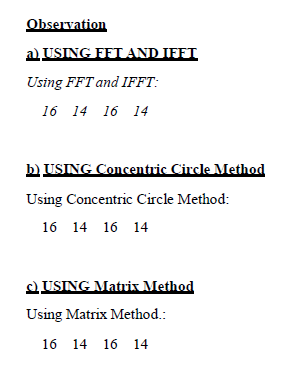 Observation
a) USING FFT AND IFFT
Using FFT and IFFT:
16 14 16 14
b) USING Concentric Circle Method
Using Concentric Circle Method:
16 14 16 14
c) USING Matrix Method
Using Matrix Method.:
16 14 16 14